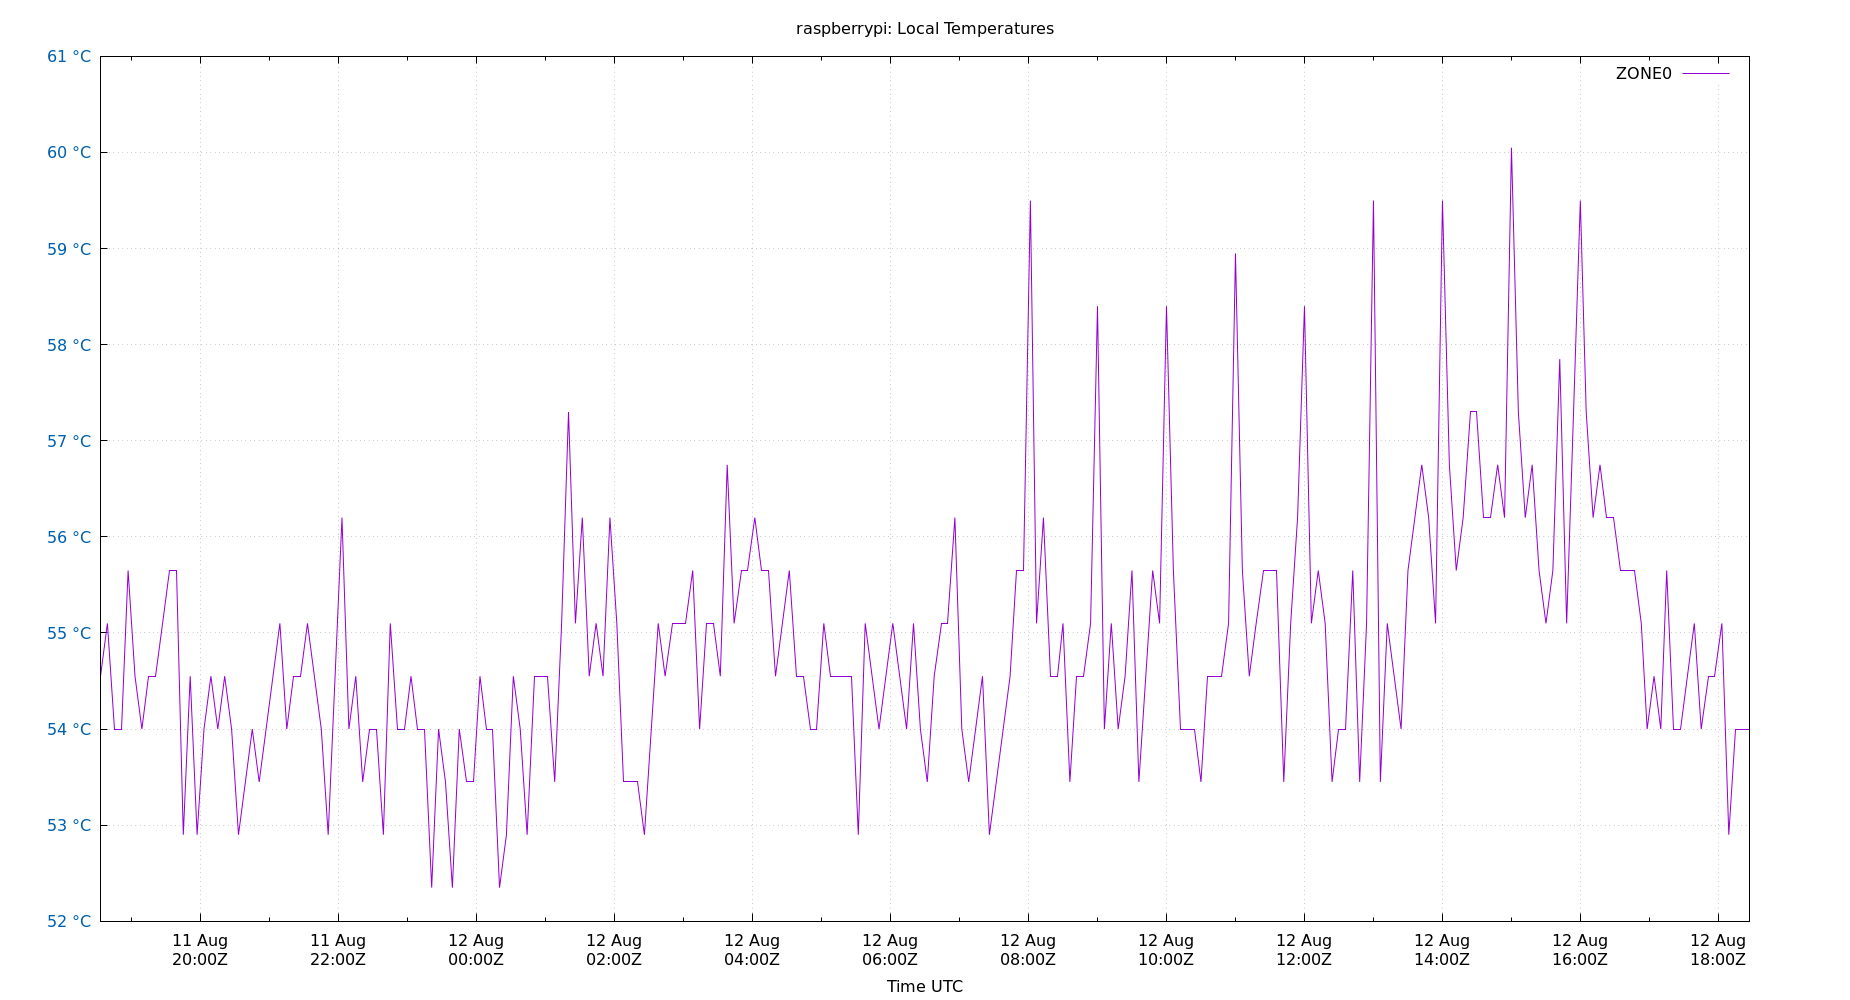 raspberrypi: Local Temperatures
61 °C
ZONE0
60 °C
59 °C
58 °C
57 °C
56 °C
55 °C
54 °C
53 °C
52 °C
11 Aug 11 Aug 12 Aug 12 Aug 12 Aug 12 Aug 12 Aug 12 Aug 12 Aug 12 Aug 12 Aug 12 Aug
20:00Z 22:00Z 00:00Z 02:00Z 04:00Z 06:00Z 08:00Z 10:00Z 12:00Z 14:00Z 16:00Z 18:00Z
Time UTC